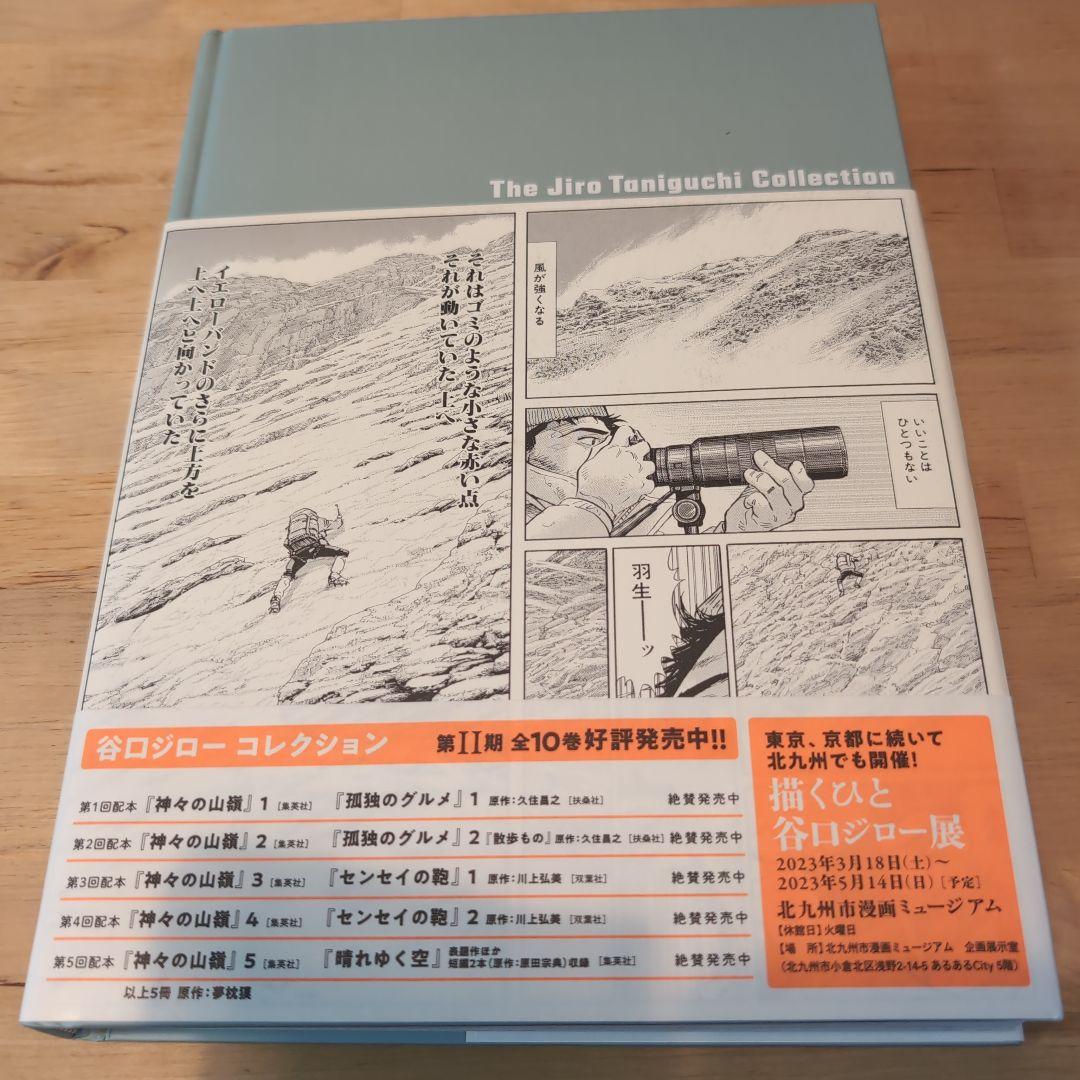 The Jiro Taniguchi Collection
風が強くなる
それはゴミのような小さな赤い点
それが動いていた 上へ
イエローバンドのさらに上方を
上へ上へと向かっていた
いいことは
ひとつもない
羽生──ッ
谷口ジロー コレクション 第II期 全10巻好評発売中!!
第1回配本『神々の山嶺』1 [集英社] 『孤独のグルメ』1 原作:久住昌之 [扶桑社] 絶賛発売中
第2回配本『神々の山嶺』2 [集英社] 『孤独のグルメ』2『散歩もの』原作:久住昌之 [扶桑社] 絶賛発売中
第3回配本『神々の山嶺』3 [集英社] 『センセイの鞄』1 原作:川上弘美 [双葉社] 絶賛発売中
第4回配本『神々の山嶺』4 [集英社] 『センセイの鞄』2 原作:川上弘美 [双葉社] 絶賛発売中
第5回配本『神々の山嶺』5 [集英社] 『晴れゆく空』表題作ほか
短編2本(原作:原田宗典)収録 [集英社] 絶賛発売中
以上5冊 原作:夢枕獏
東京、京都に続いて
北九州でも開催!
描くひと
谷口ジロー展
2023年3月18日(土)〜
2023年5月14日(日)[予定]
北九州市漫画ミュージアム
【休館日】火曜日
【場 所】北九州市漫画ミュージアム 企画展示室
(北九州市小倉北区浅野2-14-5 あるあるCity 5階)